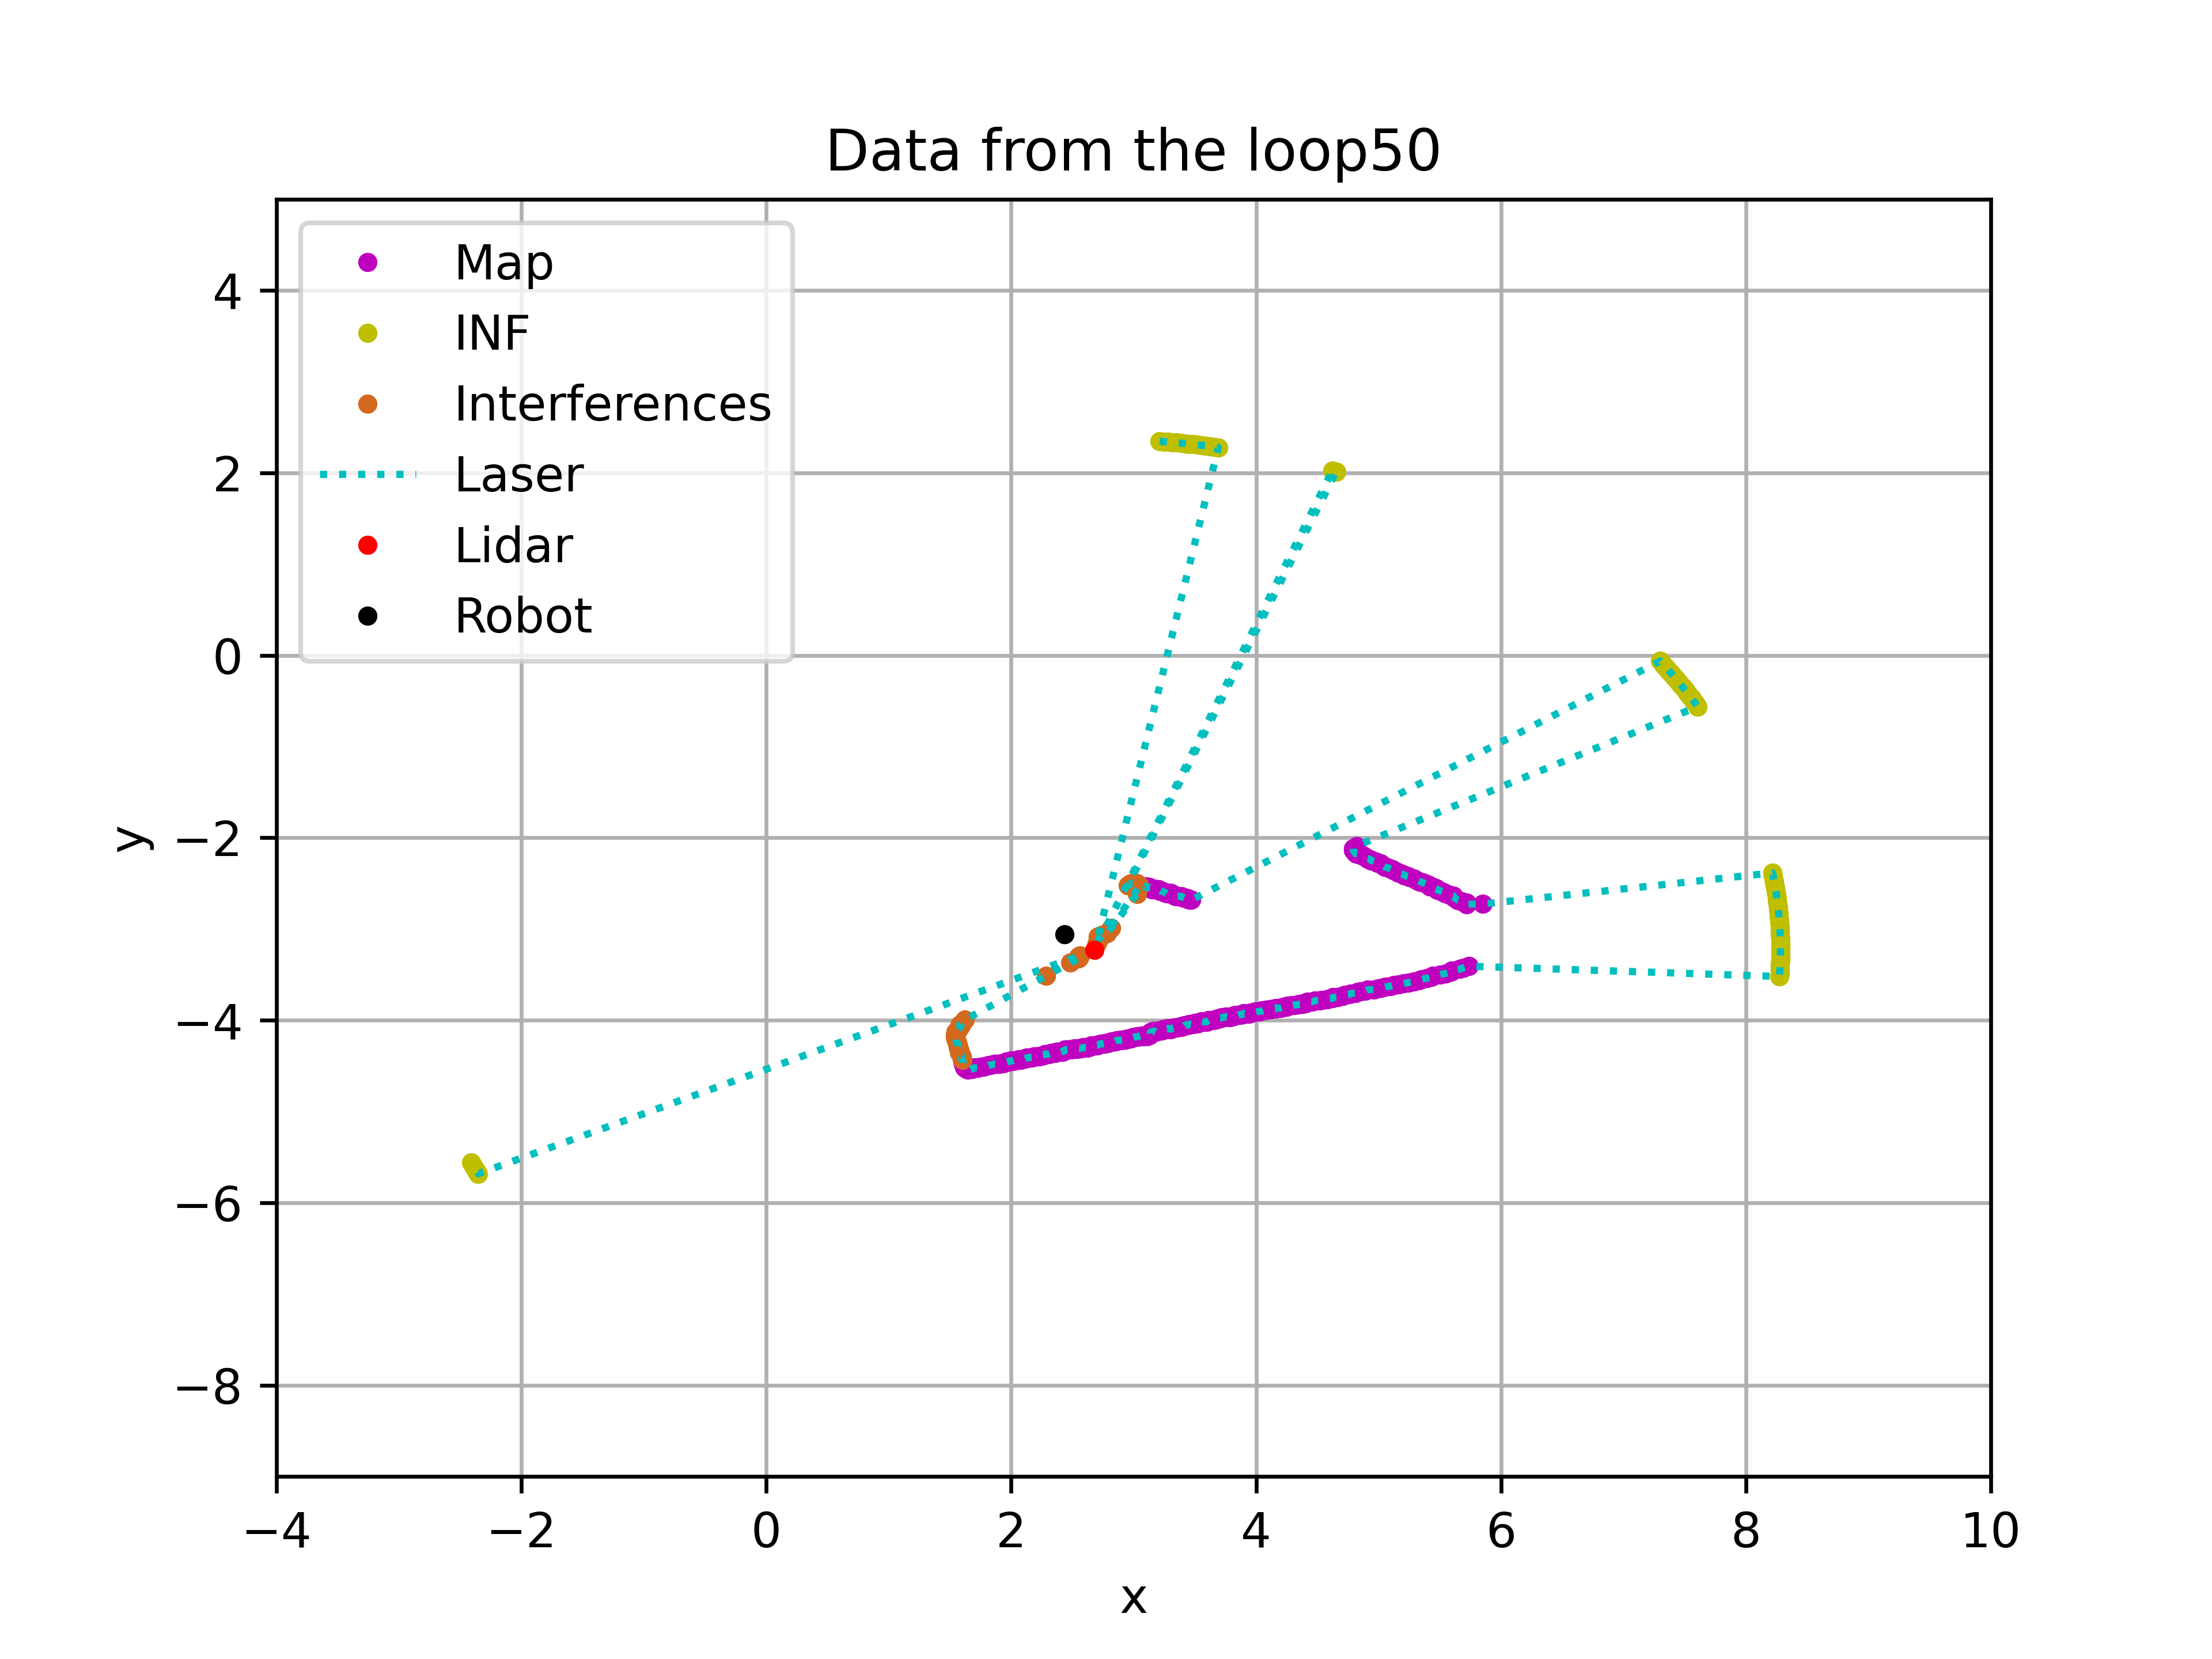 Data from the loop50
Map
INF
Interferences
Laser
Lidar
Robot
4
2
0
−2
−4
−6
−8
y
−4 −2 0 2 4 6 8 10
x